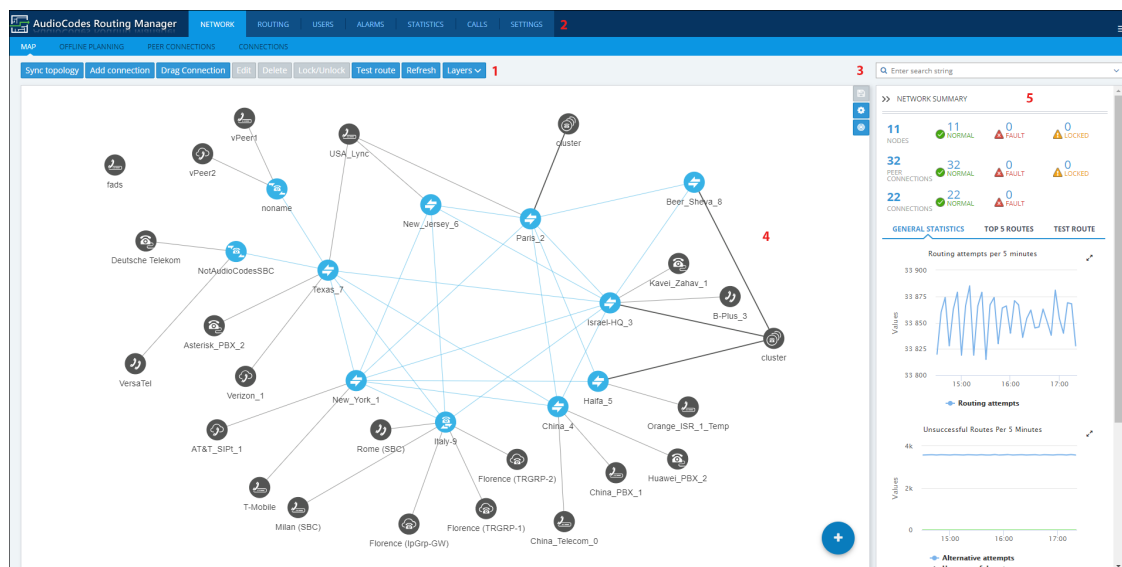 AudioCodes Routing Manager NETWORK ROUTING USERS ALARMS STATISTICS CALLS SETTINGS 2
MAP OFFLINE PLANNING PEER CONNECTIONS CONNECTIONS
Sync topology Add connection Drag Connection Edit Delete Lock/Unlock Test route Refresh Layers 1
3 Enter search string
vPeer1
USA_Lync
cluster
vPeer2
fads
noname
New_Jersey_6
Paris_2
Beer_Sheva_8
4
Deutsche Telekom
NotAudioCodesSBC
Texas_7
Kavei_Zahav_1
Israel-HQ_3
B-Plus_3
Asterisk_PBX_2
cluster
VersaTel
Verizon_1
New_York_1
Haifa_5
AT&T_SIPt_1
Rome (SBC)
Italy-9
China_4
Orange_ISR_1_Temp
Florence (TRGRP-2)
Huawei_PBX_2
China_PBX_1
T-Mobile
Milan (SBC)
Florence (TRGRP-1)
Florence (IpGrp-GW)
China_Telecom_0
NETWORK SUMMARY 5
11 NODES 11 NORMAL 0 FAULT 0 LOCKED
32 PEER CONNECTIONS 32 NORMAL 0 FAULT 0 LOCKED
22 CONNECTIONS 22 NORMAL 0 FAULT
GENERAL STATISTICS TOP 5 ROUTES TEST ROUTE
Routing attempts per 5 minutes
33 900
33 875
33 850
33 825
33 800
Values
15:00 16:00 17:00
Routing attempts
Unsuccessful Routes Per 5 Minutes
4k
2k
0
Values
15:00 16:00 17:00
Alternative attempts